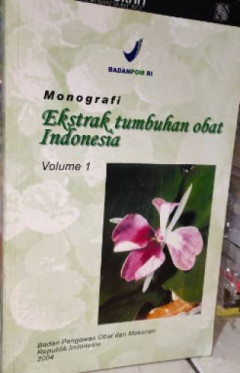 BADANPOM RI
Monografi
Ekstrak tumbuhan obat
Indonesia
Volume 1
Badan Pengawas Obat dan Makanan
Republik Indonesia
2004